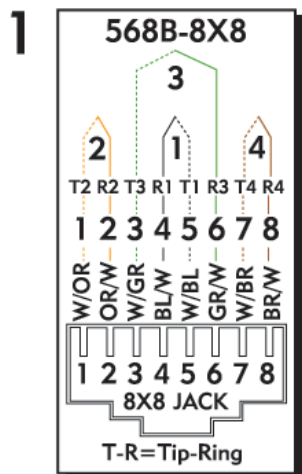 1
568B-8X8
3
2 1 4
T2 R2 T3 R1 T1 R3 T4 R4
1 2 3 4 5 6 7 8
W/OR OR/W W/GR BL/W W/BL GR/W W/BR BR/W
1 2 3 4 5 6 7 8
8X8 JACK
T-R=Tip-Ring